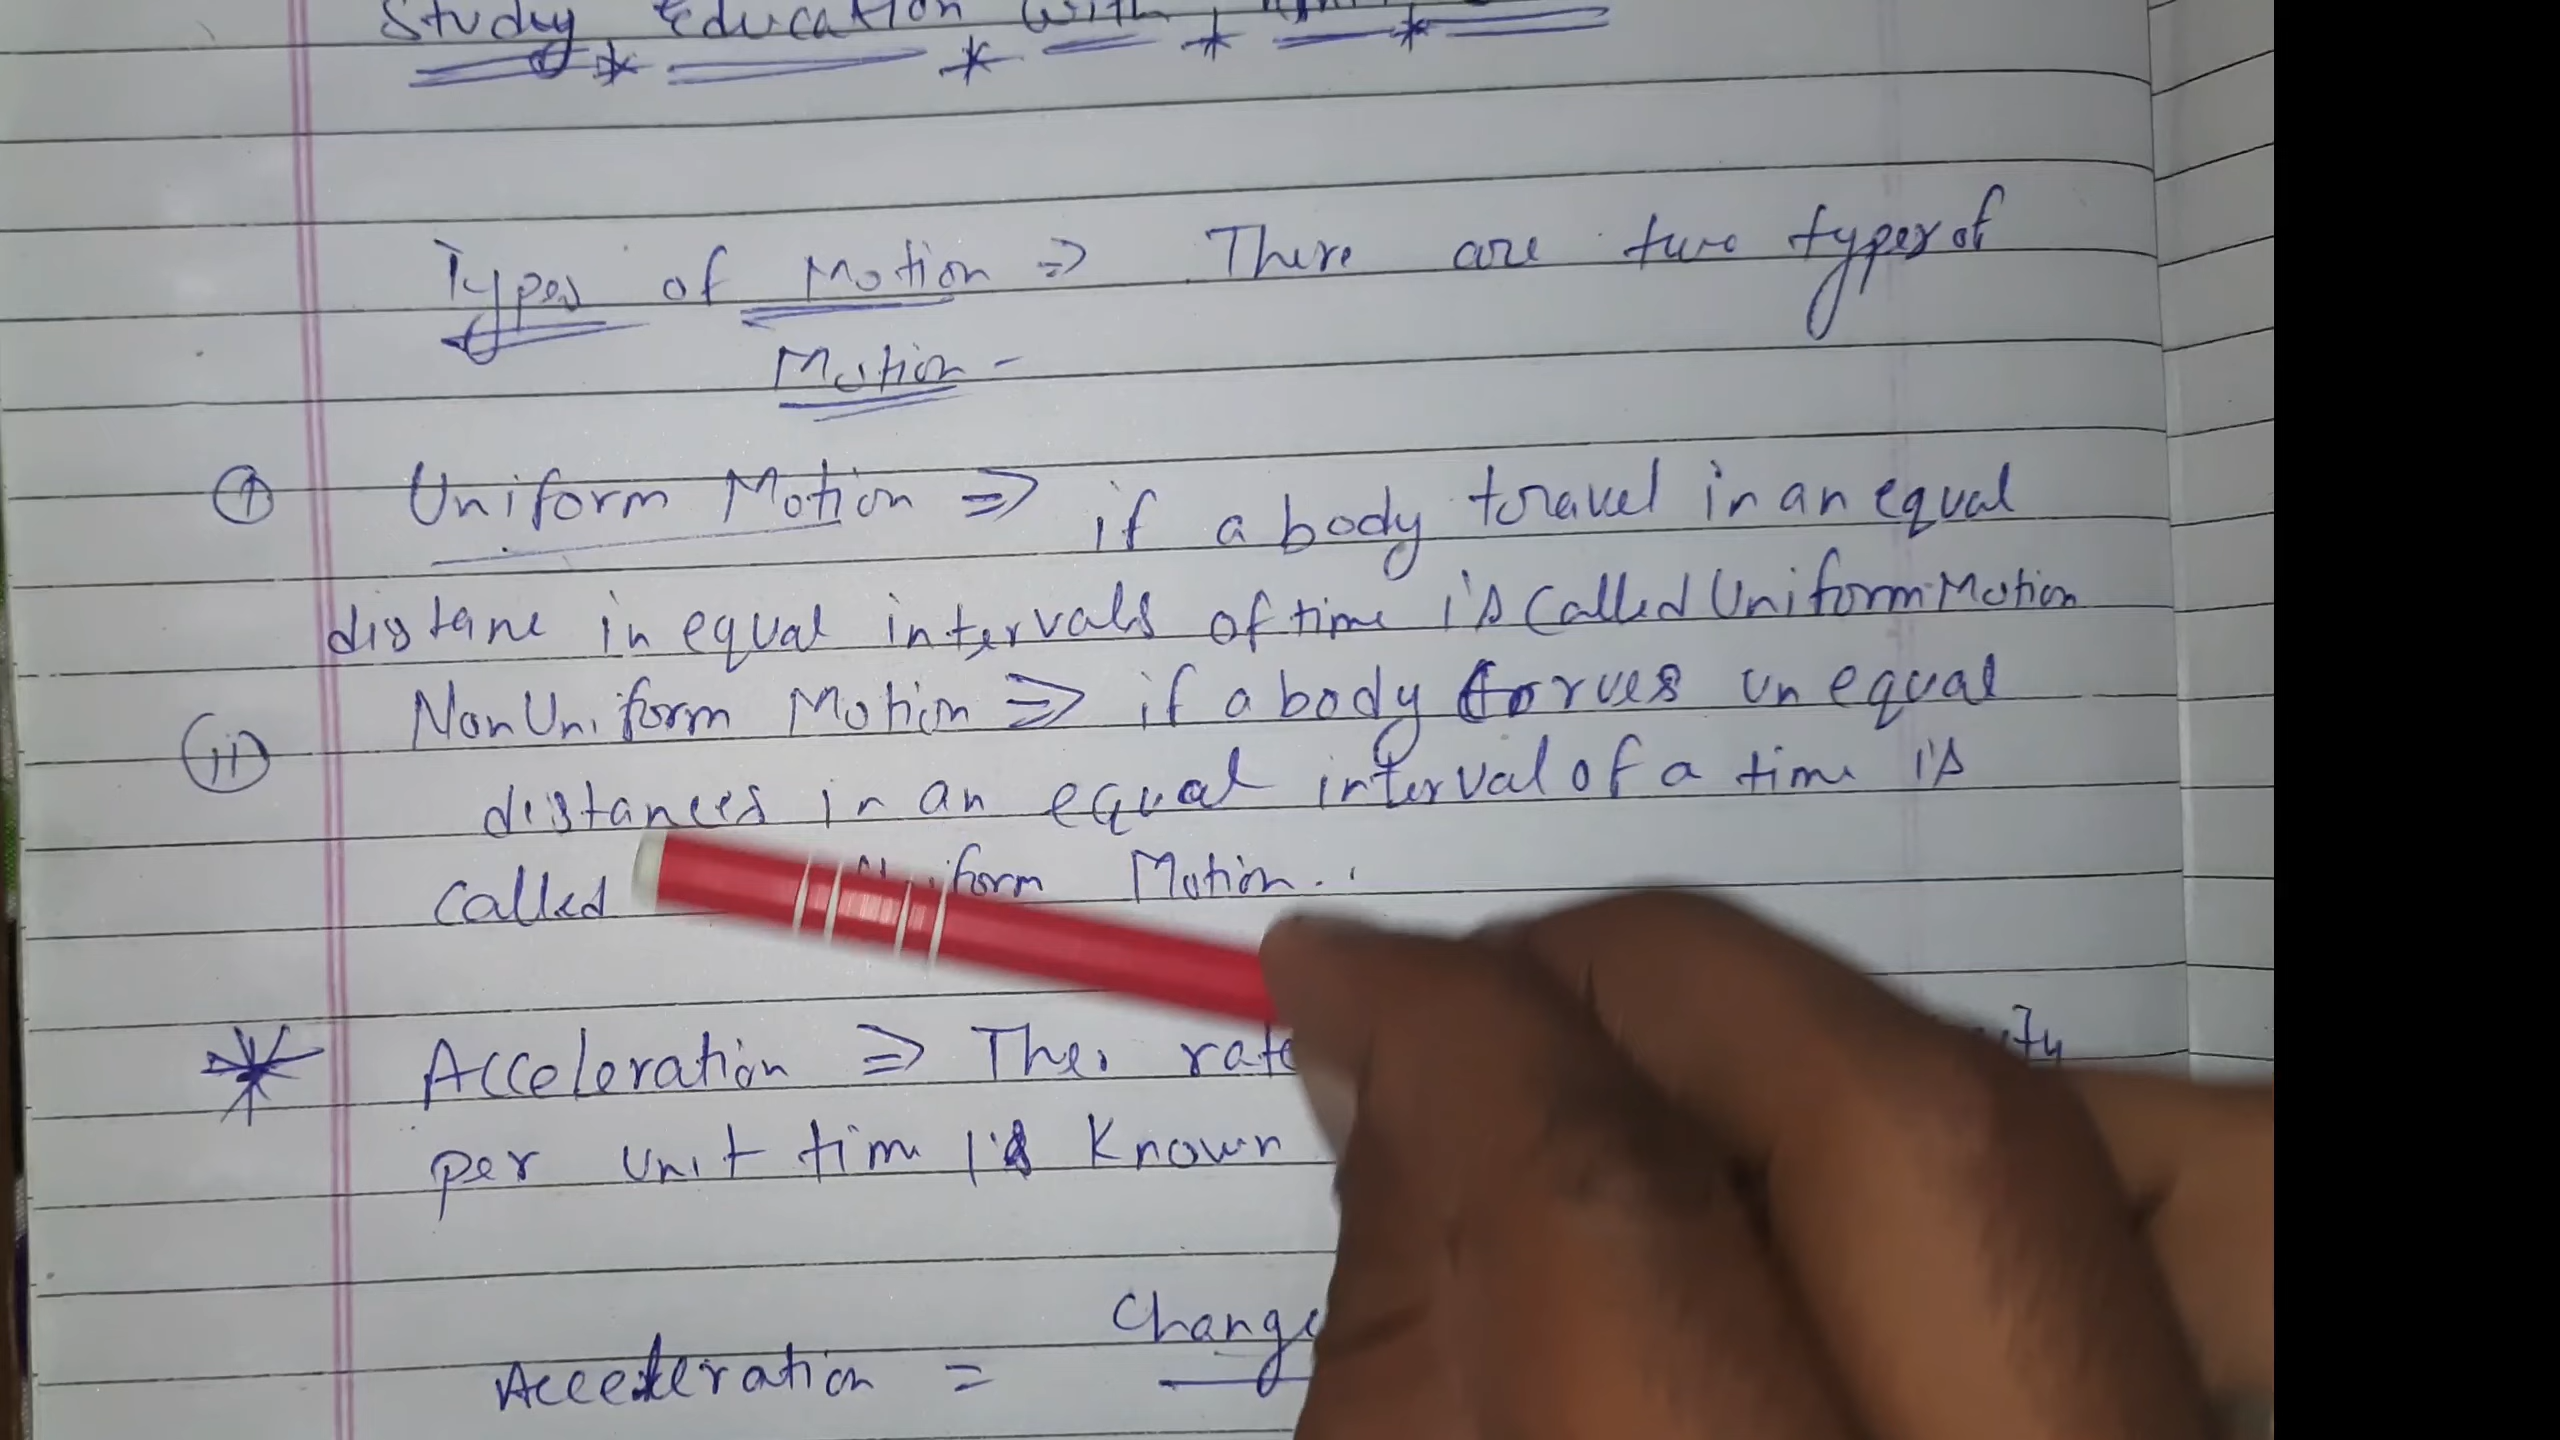 Study Education with
Types of Motion => There are two types of
Motion -
(i) Uniform Motion => if a body travel in an equal
distane in equal intervals of time is called Uniform Motion
(ii) Non Uniform Motion => if a body unequal
distances in an equal interval of a time is
called form Motion.
* Acceleration => The rate
per unit time is known
Change
Acceleration =